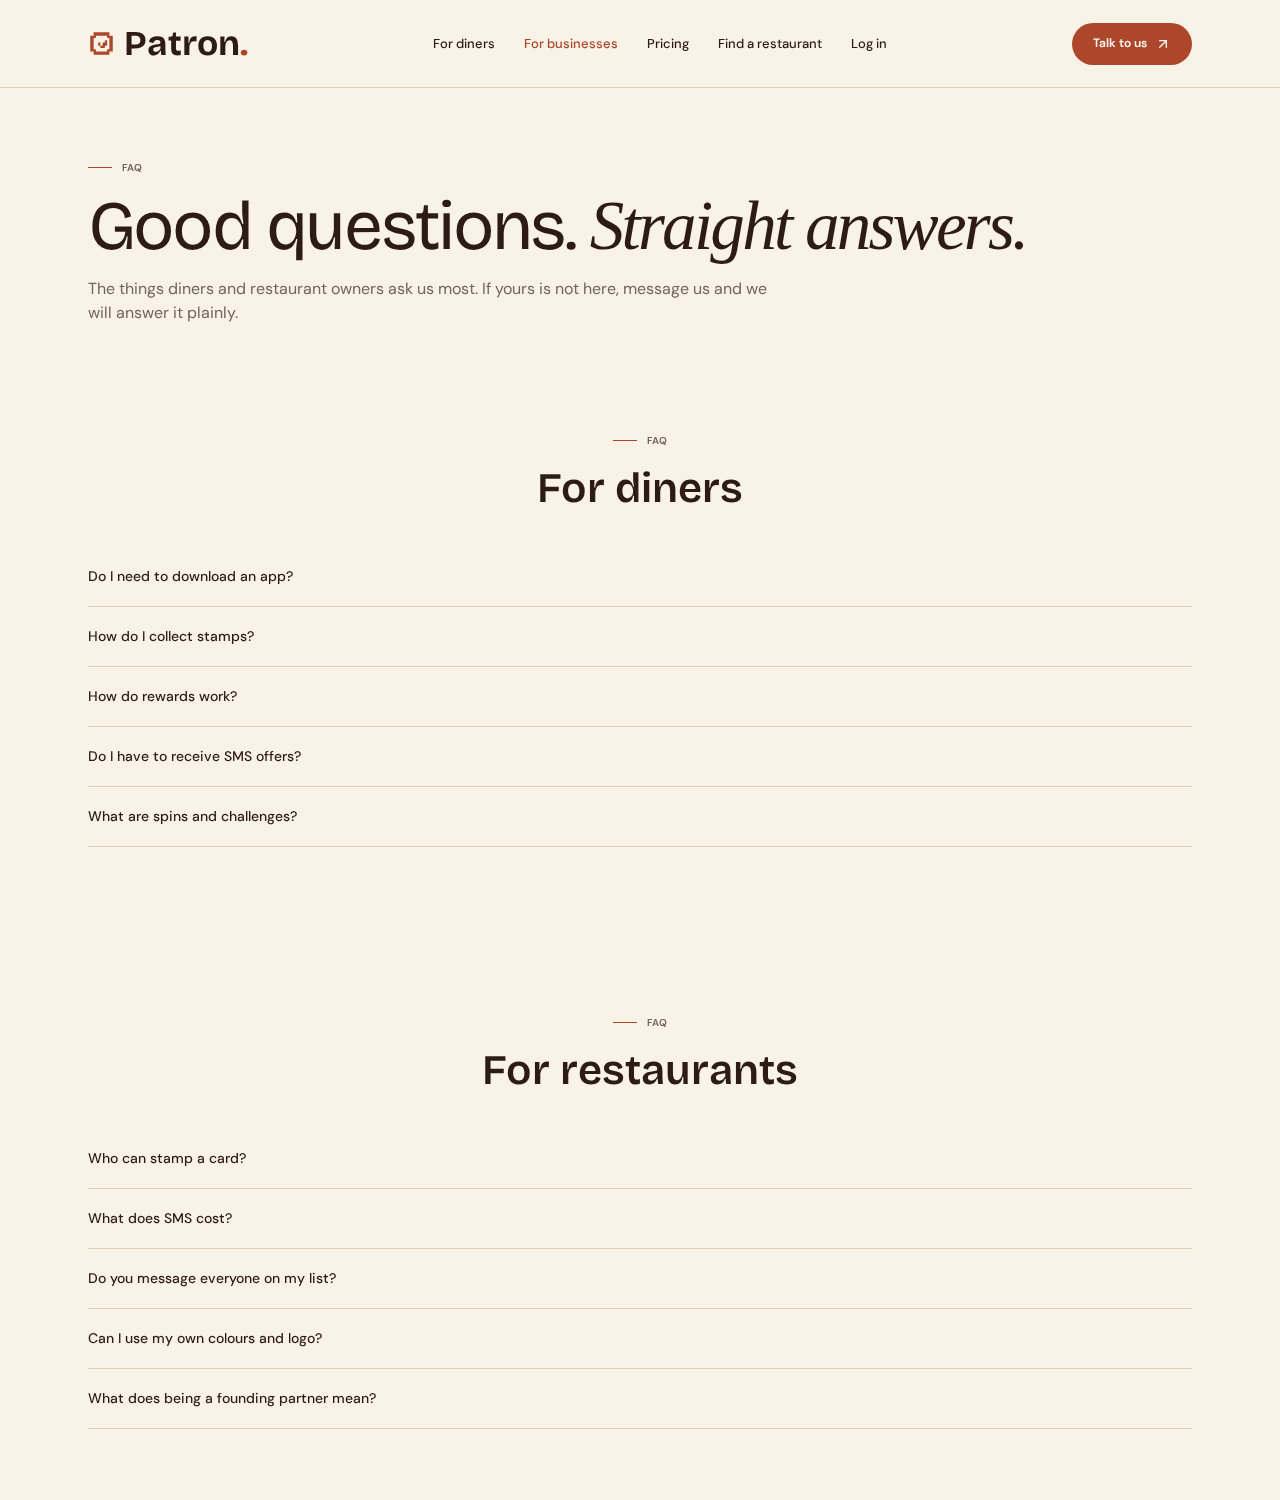 Patron.
For diners
For businesses
Pricing
Find a restaurant
Log in
Talk to us
FAQ
Good questions. Straight answers.
The things diners and restaurant owners ask us most. If yours is not here, message us and we
will answer it plainly.
FAQ
For diners
Do I need to download an app?
How do I collect stamps?
How do rewards work?
Do I have to receive SMS offers?
What are spins and challenges?
FAQ
For restaurants
Who can stamp a card?
What does SMS cost?
Do you message everyone on my list?
Can I use my own colours and logo?
What does being a founding partner mean?